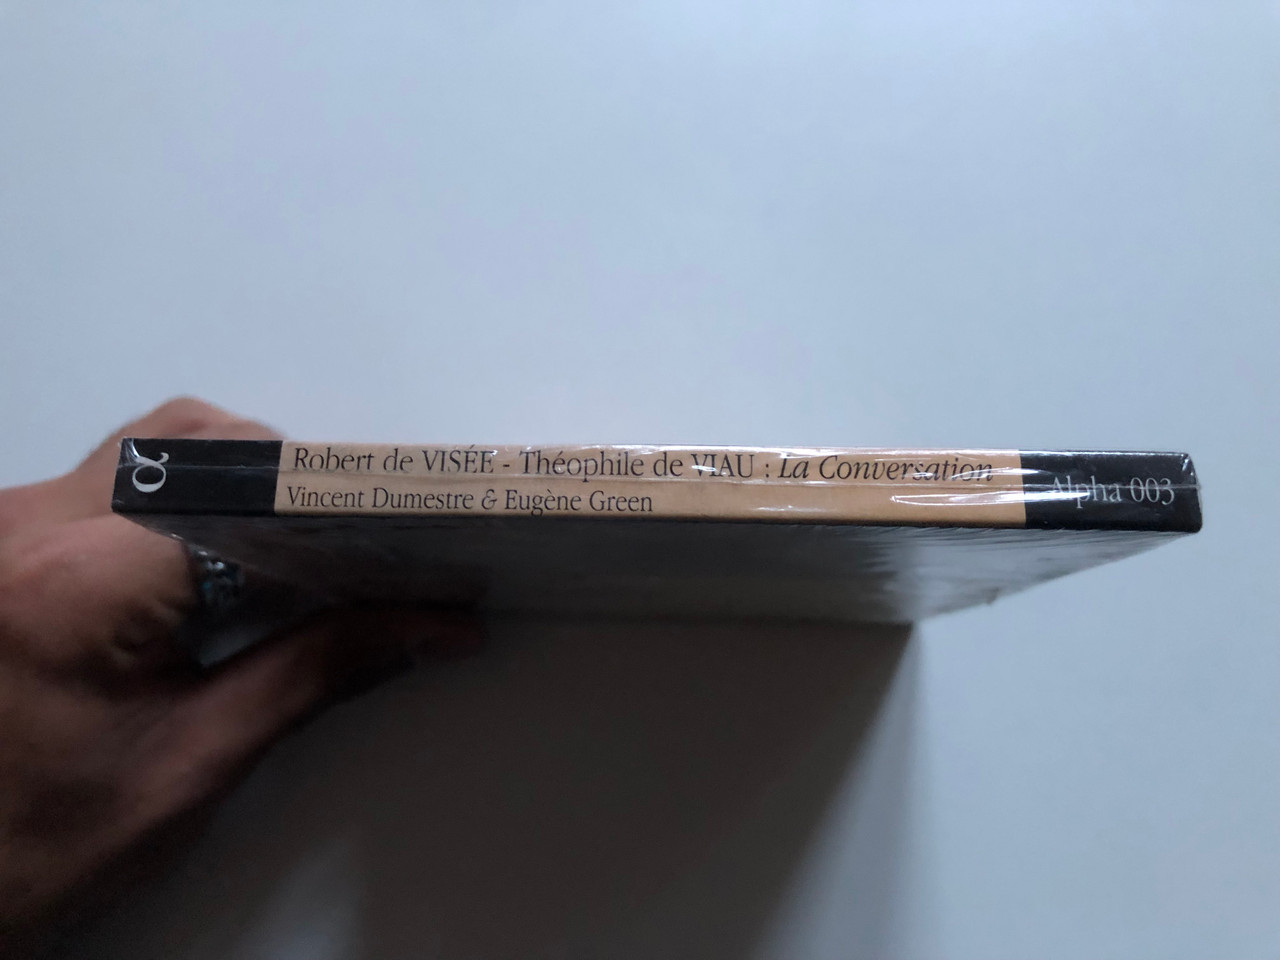 α
Robert de VISÉE - Théophile de VIAU : La Conversation
Vincent Dumestre & Eugène Green
Alpha 003